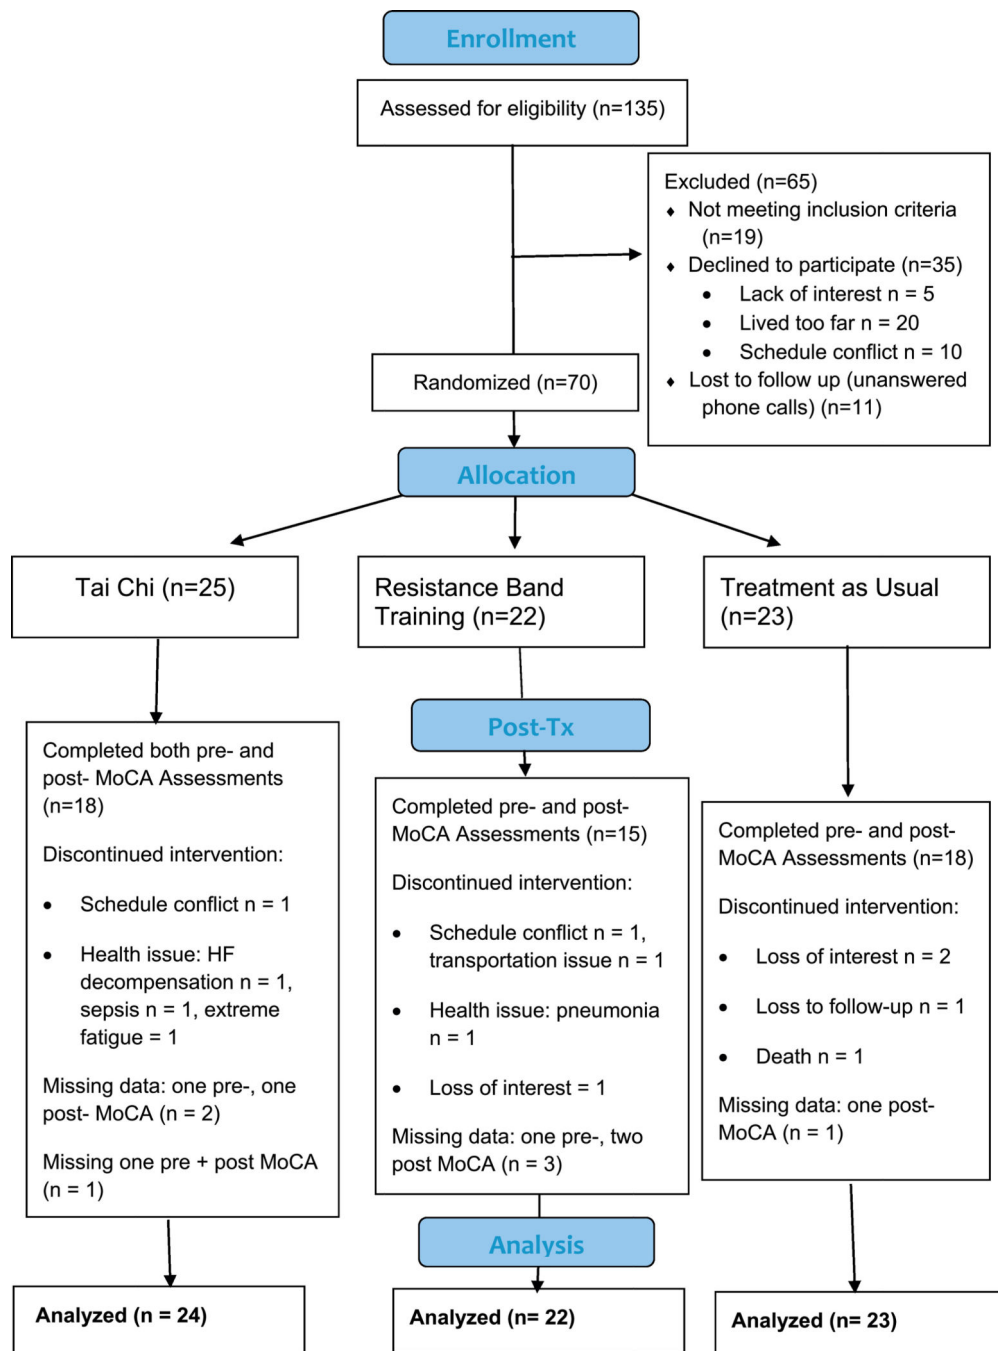 Enrollment
Assessed for eligibility (n=135)
Excluded (n=65)
♦ Not meeting inclusion criteria
(n=19)
♦ Declined to participate (n=35)
• Lack of interest n = 5
• Lived too far n = 20
• Schedule conflict n = 10
♦ Lost to follow up (unanswered
phone calls) (n=11)
Randomized (n=70)
Allocation
Tai Chi (n=25)
Resistance Band
Training (n=22)
Treatment as Usual
(n=23)
Post-Tx
Completed both pre- and
post- MoCA Assessments
(n=18)
Discontinued intervention:
• Schedule conflict n = 1
• Health issue: HF
decompensation n = 1,
sepsis n = 1, extreme
fatigue = 1
Missing data: one pre-, one
post- MoCA (n = 2)
Missing one pre + post MoCA
(n = 1)
Completed pre- and post-
MoCA Assessments (n=15)
Discontinued intervention:
• Schedule conflict n = 1,
transportation issue n = 1
• Health issue: pneumonia
n = 1
• Loss of interest = 1
Missing data: one pre-, two
post MoCA (n = 3)
Completed pre- and post-
MoCA Assessments (n=18)
Discontinued intervention:
• Loss of interest n = 2
• Loss to follow-up n = 1
• Death n = 1
Missing data: one post-
MoCA (n = 1)
Analysis
Analyzed (n = 24)
Analyzed (n= 22)
Analyzed (n= 23)